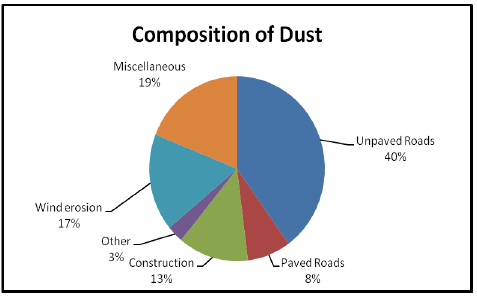 Composition of Dust
Miscellaneous
19%
Unpaved Roads
40%
Wind erosion
17%
Other
3%
Construction
13%
Paved Roads
8%